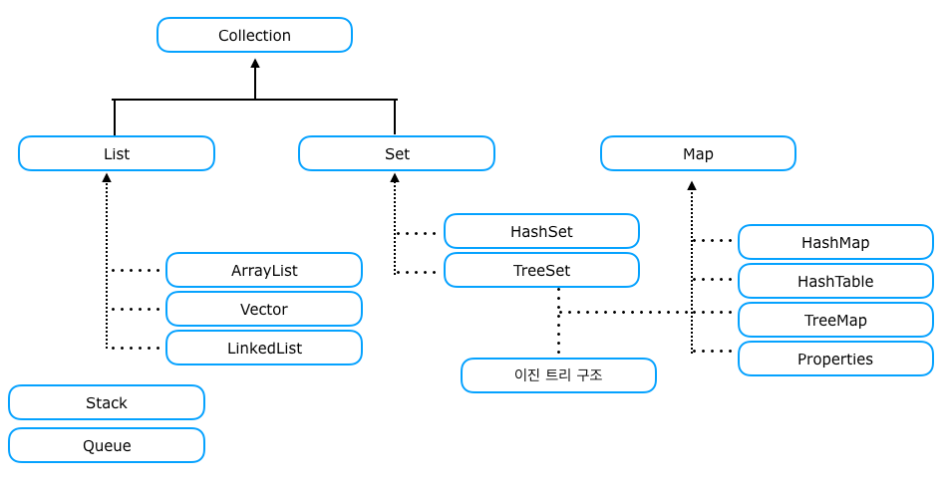 Collection
List
Set
Map
HashSet
TreeSet
ArrayList
Vector
LinkedList
HashMap
HashTable
TreeMap
Properties
이진 트리 구조
Stack
Queue